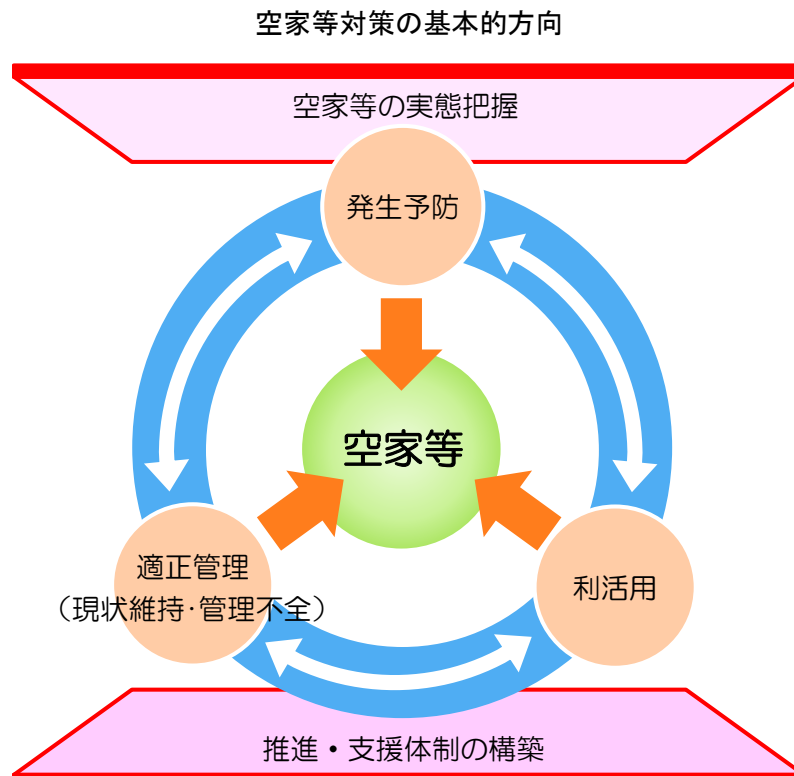 空家等対策の基本的方向
空家等の実態把握
発生予防
空家等
適正管理
（現状維持・管理不全）
利活用
推進・支援体制の構築